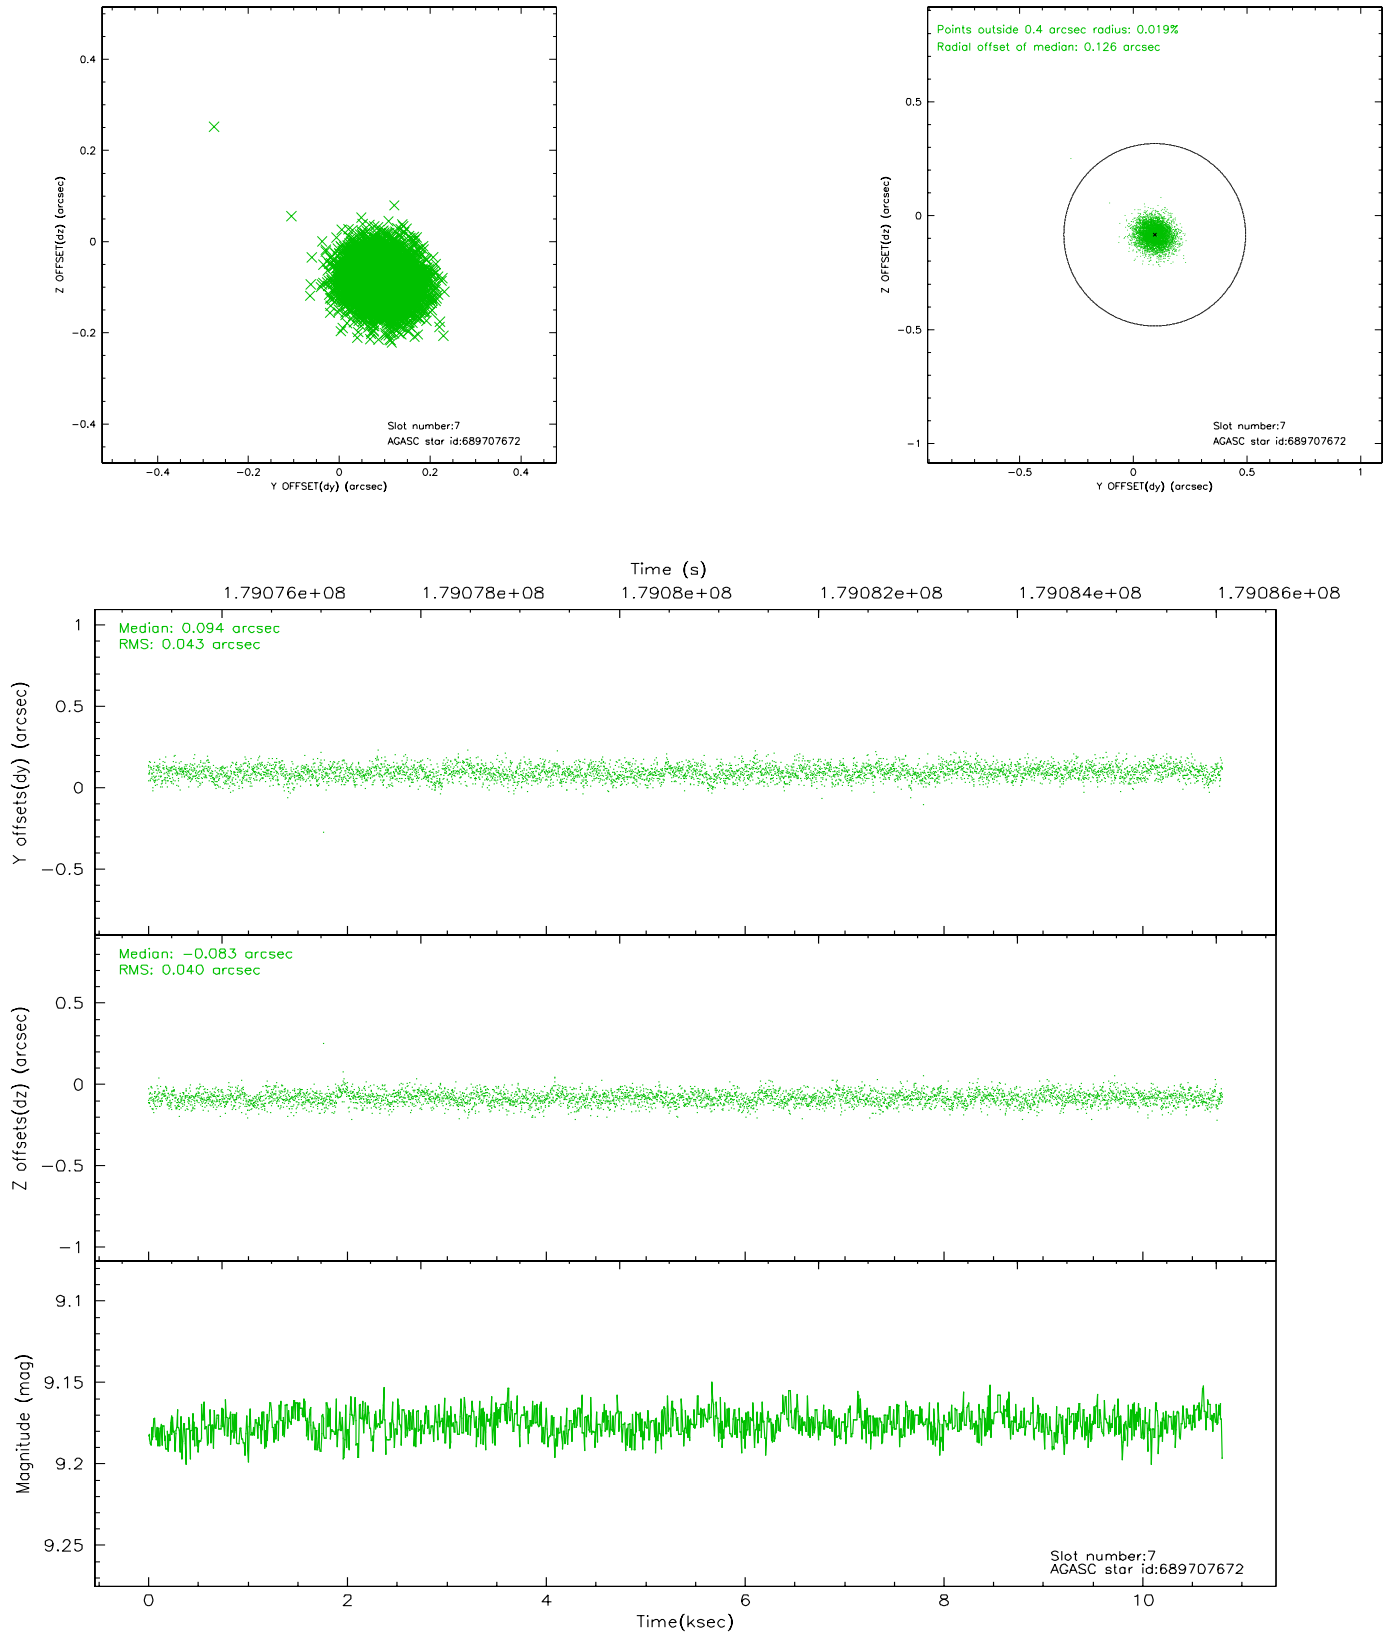 0.4
0.2
0
−0.2
−0.4
Z OFFSET(dz) (arcsec)
Slot number:7
AGASC star id:689707672
−0.4 −0.2 0 0.2 0.4
Y OFFSET(dy) (arcsec)
Points outside 0.4 arcsec radius: 0.019%
Radial offset of median: 0.126 arcsec
0.5
0
−0.5
−1
Z OFFSET(dz) (arcsec)
Slot number:7
AGASC star id:689707672
−0.5 0 0.5 1
Y OFFSET(dy) (arcsec)
Time (s)
1.79076e+08 1.79078e+08 1.7908e+08 1.79082e+08 1.79084e+08 1.79086e+08
Median: 0.094 arcsec
RMS: 0.043 arcsec
1
0.5
0
−0.5
Y offsets(dy) (arcsec)
Median: −0.083 arcsec
RMS: 0.040 arcsec
0.5
0
−0.5
−1
Z offsets(dz) (arcsec)
9.1
9.15
9.2
9.25
Magnitude (mag)
Slot number:7
AGASC star id:689707672
0 2 4 6 8 10
Time(ksec)